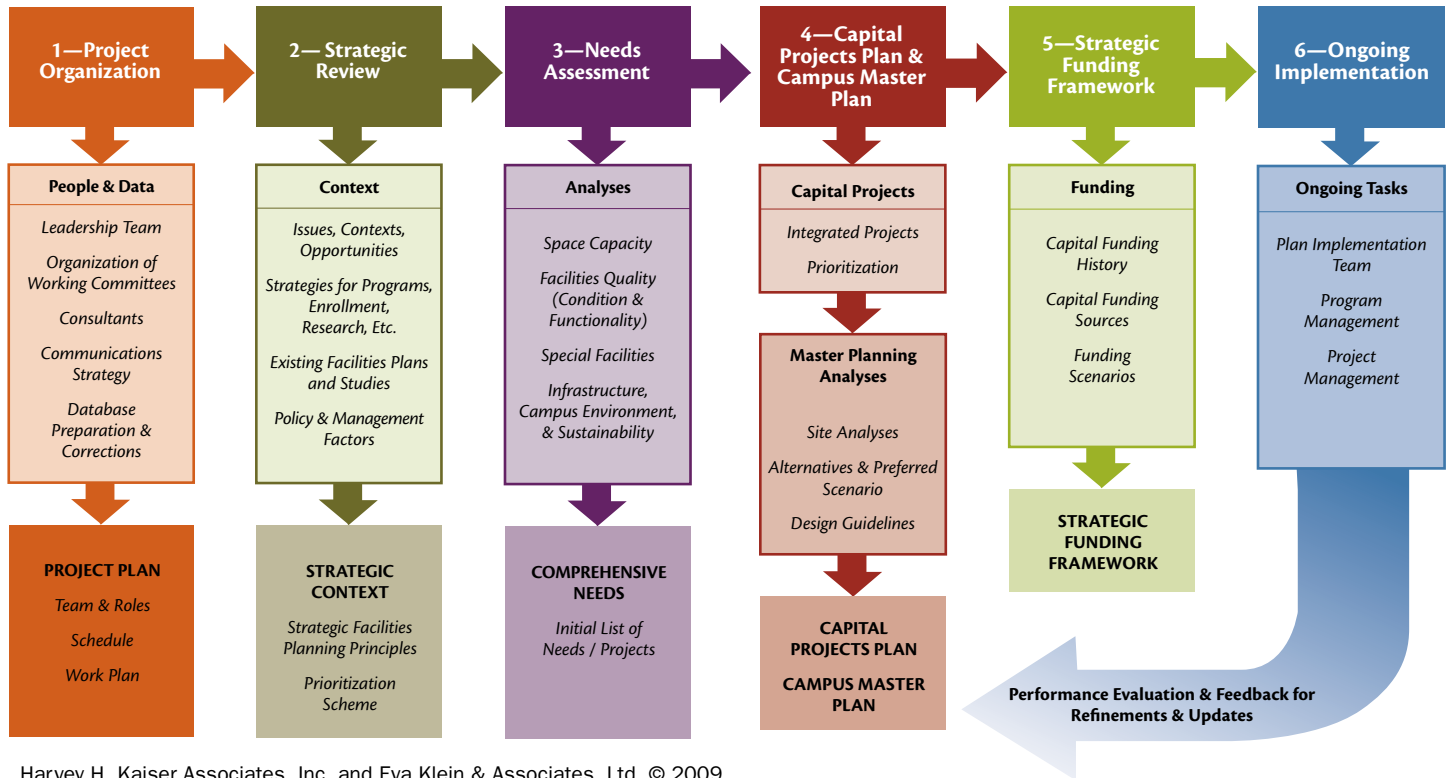 1—Project
Organization
2— Strategic
Review
3—Needs
Assessment
4—Capital
Projects Plan &
Campus Master
Plan
5—Strategic
Funding
Framework
6—Ongoing
Implementation
People & Data
Leadership Team
Organization of
Working Committees
Consultants
Communications
Strategy
Database
Preparation &
Corrections
PROJECT PLAN
Team & Roles
Schedule
Work Plan
Context
Issues, Contexts,
Opportunities
Strategies for Programs,
Enrollment,
Research, Etc.
Existing Facilities Plans
and Studies
Policy & Management
Factors
STRATEGIC
CONTEXT
Strategic Facilities
Planning Principles
Prioritization
Scheme
Analyses
Space Capacity
Facilities Quality
(Condition &
Functionality)
Special Facilities
Infrastructure,
Campus Environment,
& Sustainability
COMPREHENSIVE
NEEDS
Initial List of
Needs / Projects
Capital Projects
Integrated Projects
Prioritization
Master Planning
Analyses
Site Analyses
Alternatives & Preferred
Scenario
Design Guidelines
CAPITAL
PROJECTS PLAN
CAMPUS MASTER
PLAN
Funding
Capital Funding
History
Capital Funding
Sources
Funding
Scenarios
STRATEGIC
FUNDING
FRAMEWORK
Ongoing Tasks
Plan Implementation
Team
Program
Management
Project
Management
Performance Evaluation & Feedback for
Refinements & Updates
Harvey H. Kaiser Associates, Inc. and Eva Klein & Associates, Ltd. © 2009